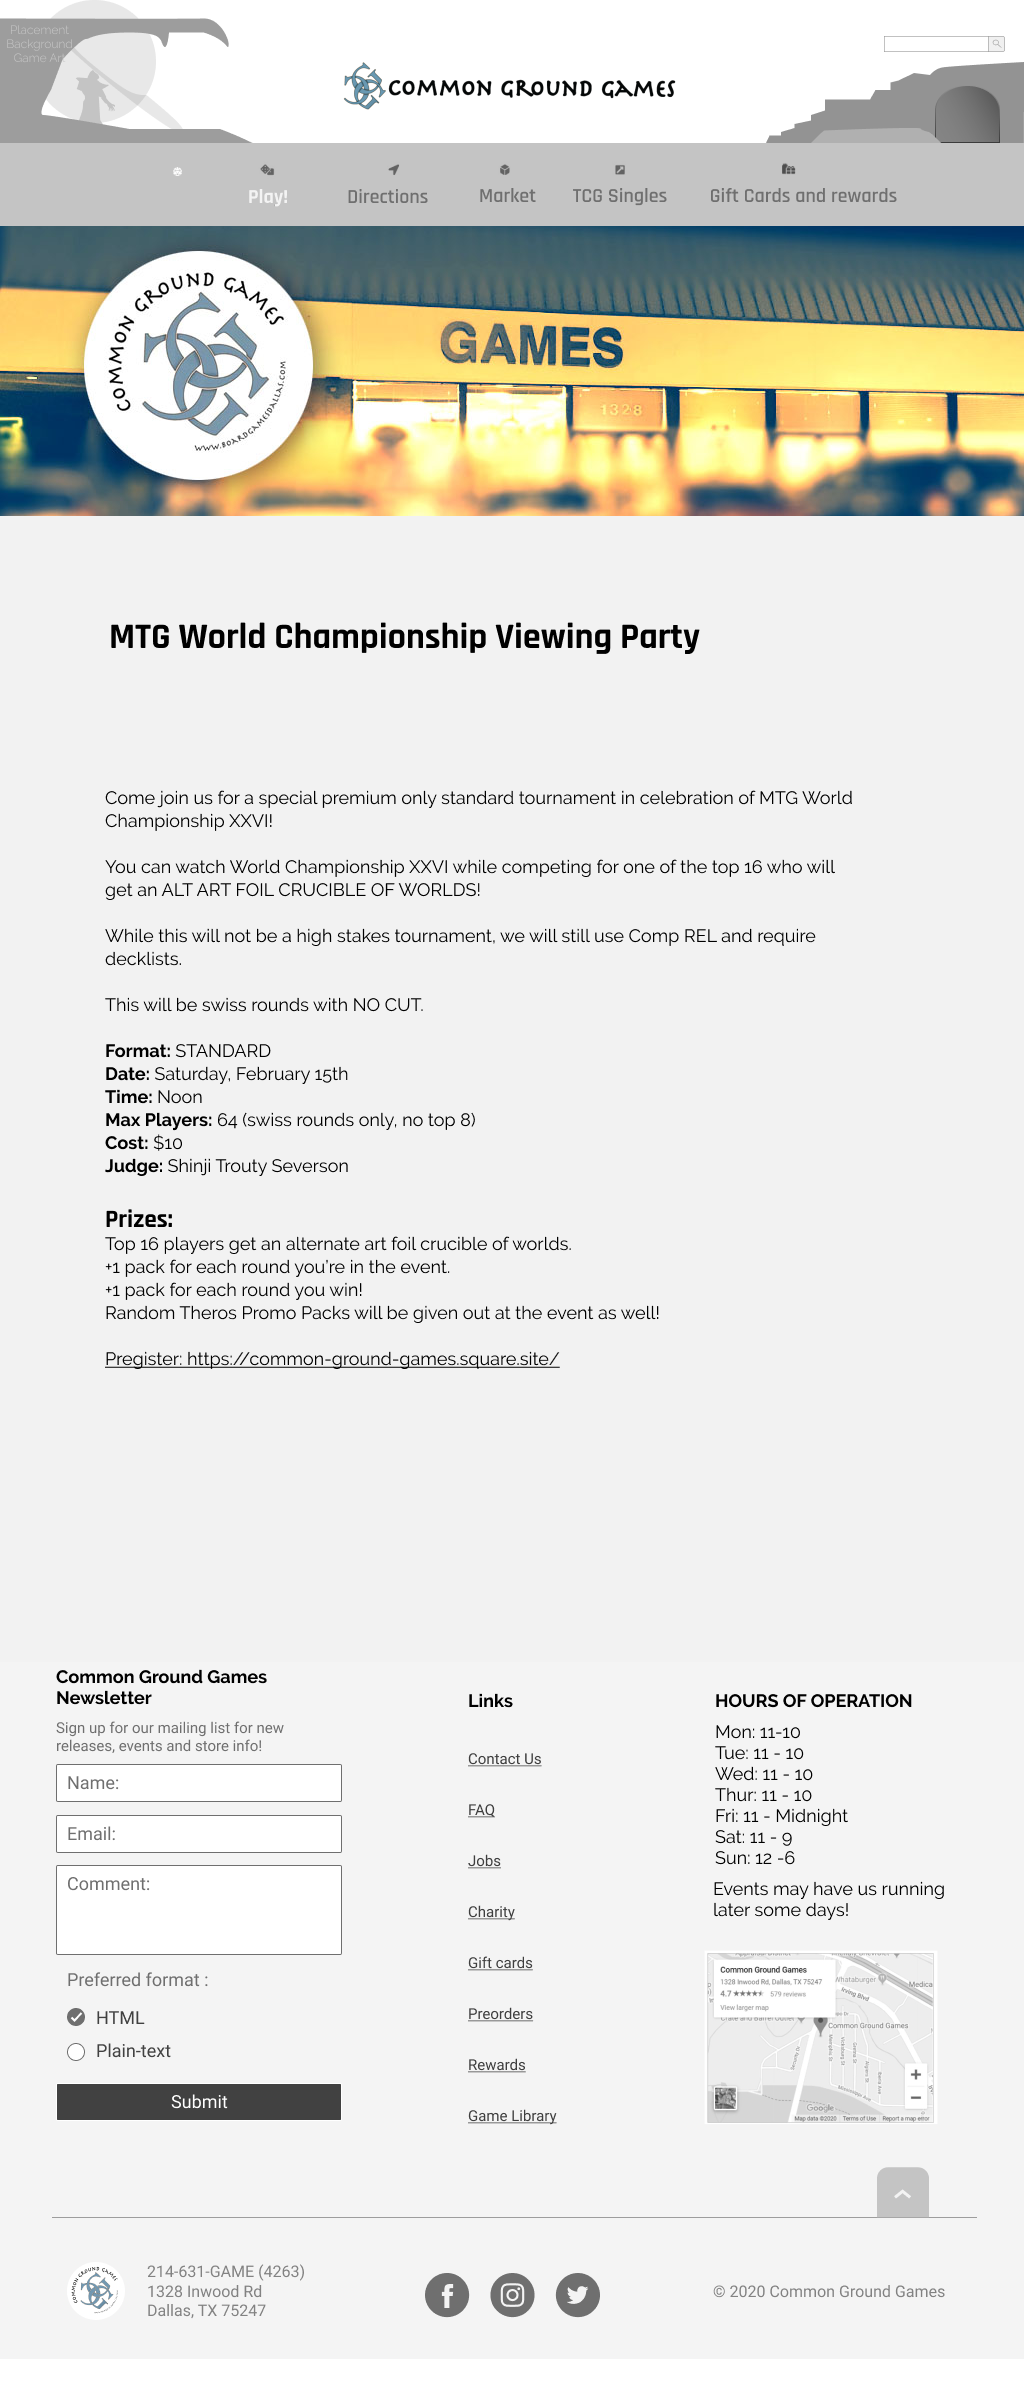 Placement
Background
Game Art
COMMON GROUND GAMES
Play!
Directions
Market
TCG Singles
Gift Cards and rewards
COMMON GROUND GAMES
WWW.BOARDGAMESDALLAS.COM
GAMES
1328
MTG World Championship Viewing Party
Come join us for a special premium only standard tournament in celebration of MTG World
Championship XXVI!
You can watch World Championship XXVI while competing for one of the top 16 who will
get an ALT ART FOIL CRUCIBLE OF WORLDS!
While this will not be a high stakes tournament, we will still use Comp REL and require
decklists.
This will be swiss rounds with NO CUT.
Format: STANDARD
Date: Saturday, February 15th
Time: Noon
Max Players: 64 (swiss rounds only, no top 8)
Cost: $10
Judge: Shinji Trouty Severson
Prizes:
Top 16 players get an alternate art foil crucible of worlds.
+1 pack for each round you're in the event.
+1 pack for each round you win!
Random Theros Promo Packs will be given out at the event as well!
Pregister: https://common-ground-games.square.site/
Common Ground Games
Newsletter
Sign up for our mailing list for new
releases, events and store info!
Name:
Email:
Comment:
Preferred format :
HTML
Plain-text
Submit
Links
Contact Us
FAQ
Jobs
Charity
Gift cards
Preorders
Rewards
Game Library
HOURS OF OPERATION
Mon: 11-10
Tue: 11 - 10
Wed: 11 - 10
Thur: 11 - 10
Fri: 11 - Midnight
Sat: 11 - 9
Sun: 12 -6
Events may have us running
later some days!
Common Ground Games
1328 Inwood Rd, Dallas, TX 75247
4.7 ★★★★★ 579 reviews
View larger map
Whataburger
Irving Blvd
Medica
Crate and Barrel Outlet
Common Ground Games
Mississippi Ave
Google
Map data ©2020 Terms of Use Report a map error
COMMON GROUND GAMES
214-631-GAME (4263)
1328 Inwood Rd
Dallas, TX 75247
© 2020 Common Ground Games